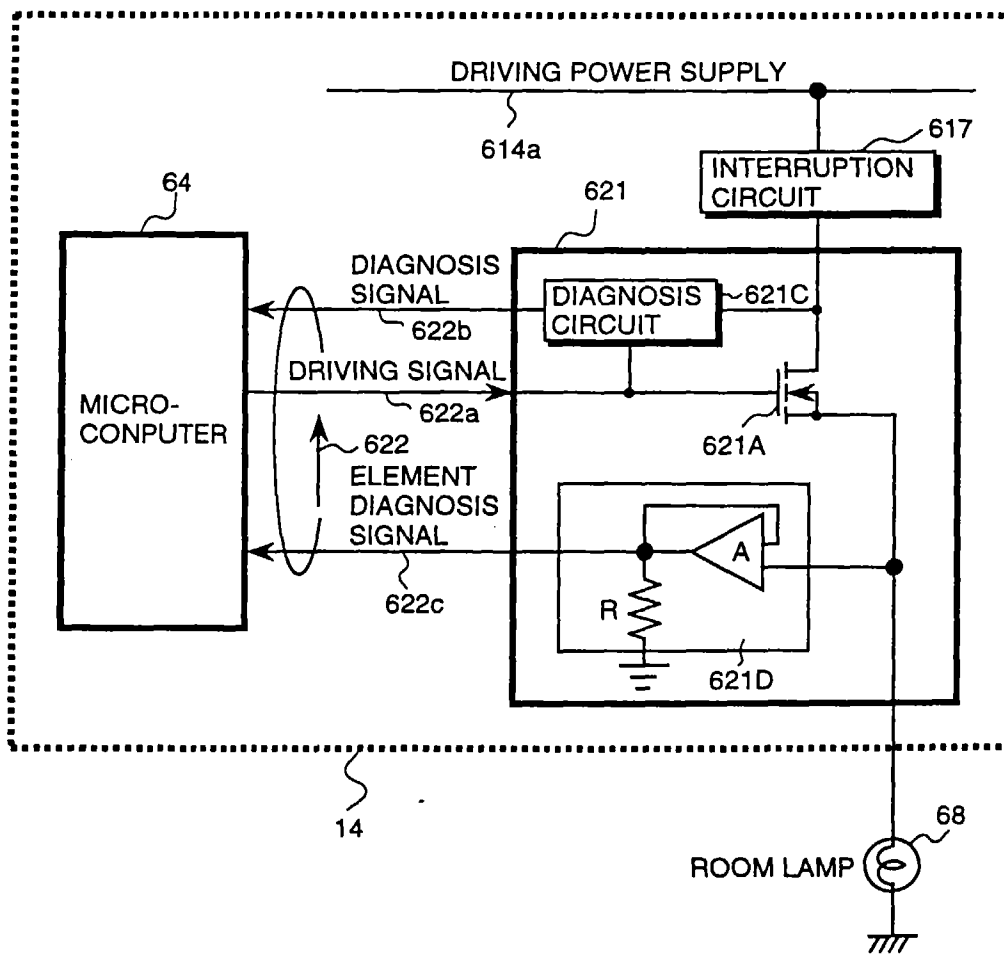 DRIVING POWER SUPPLY
614a
617
INTERRUPTION
CIRCUIT
64
621
DIAGNOSIS
SIGNAL
622b
DIAGNOSIS
CIRCUIT
621C
DRIVING SIGNAL
622a
MICRO-
CONPUTER
621A
622
ELEMENT
DIAGNOSIS
SIGNAL
622c
A
R
621D
14
68
ROOM LAMP